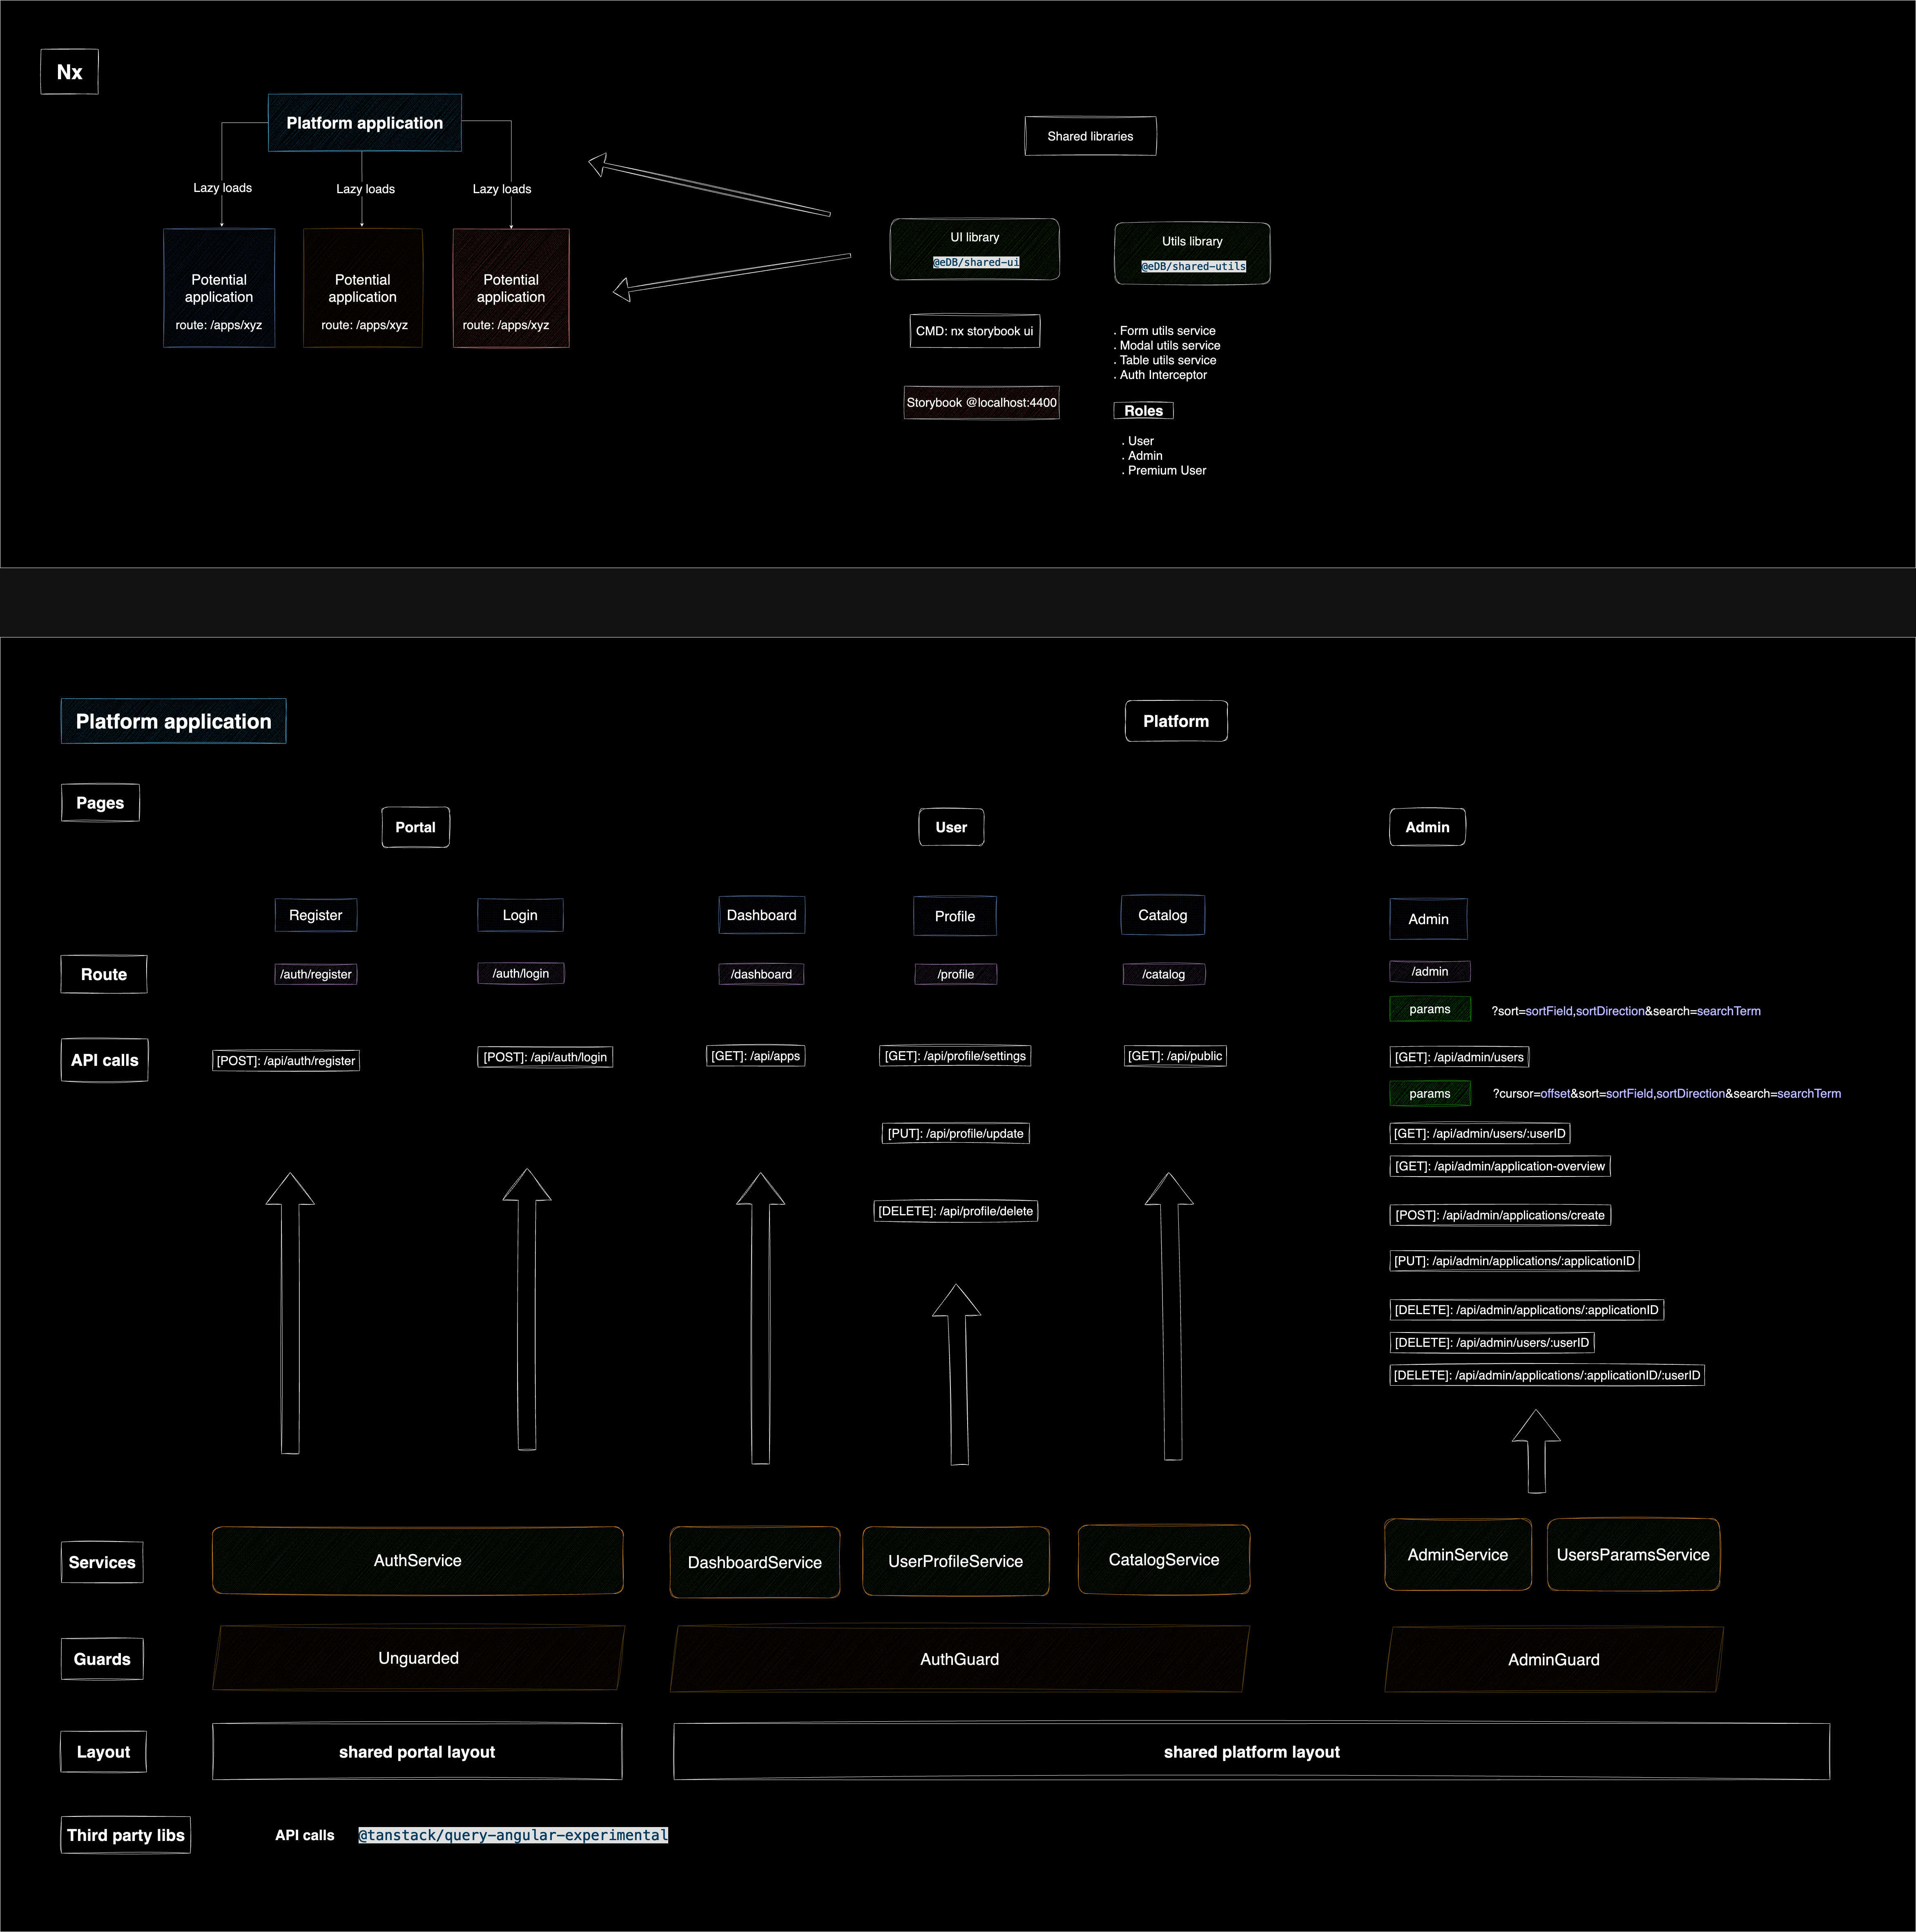 Nx
Platform application
Shared libraries
Lazy loads
Lazy loads
Lazy loads
Potential
application
route: /apps/xyz
Potential
application
route: /apps/xyz
Potential
application
route: /apps/xyz
UI library
@eDB/shared-ui
Utils library
@eDB/shared-utils
CMD: nx storybook ui
Storybook @localhost:4400
. Form utils service
. Modal utils service
. Table utils service
. Auth Interceptor
Roles
. User
. Admin
. Premium User
Platform application
Platform
Pages
Portal
User
Admin
Register
Login
Dashboard
Profile
Catalog
Admin
Route
/auth/register
/auth/login
/dashboard
/profile
/catalog
/admin
params
?sort=sortField,sortDirection&search=searchTerm
API calls
[POST]: /api/auth/register
[POST]: /api/auth/login
[GET]: /api/apps
[GET]: /api/profile/settings
[GET]: /api/public
[GET]: /api/admin/users
params
?cursor=offset&sort=sortField,sortDirection&search=searchTerm
[PUT]: /api/profile/update
[GET]: /api/admin/users/:userID
[GET]: /api/admin/application-overview
[DELETE]: /api/profile/delete
[POST]: /api/admin/applications/create
[PUT]: /api/admin/applications/:applicationID
[DELETE]: /api/admin/applications/:applicationID
[DELETE]: /api/admin/users/:userID
[DELETE]: /api/admin/applications/:applicationID/:userID
Services
AuthService
DashboardService
UserProfileService
CatalogService
AdminService
UsersParamsService
Guards
Unguarded
AuthGuard
AdminGuard
Layout
shared portal layout
shared platform layout
Third party libs
API calls
@tanstack/query-angular-experimental